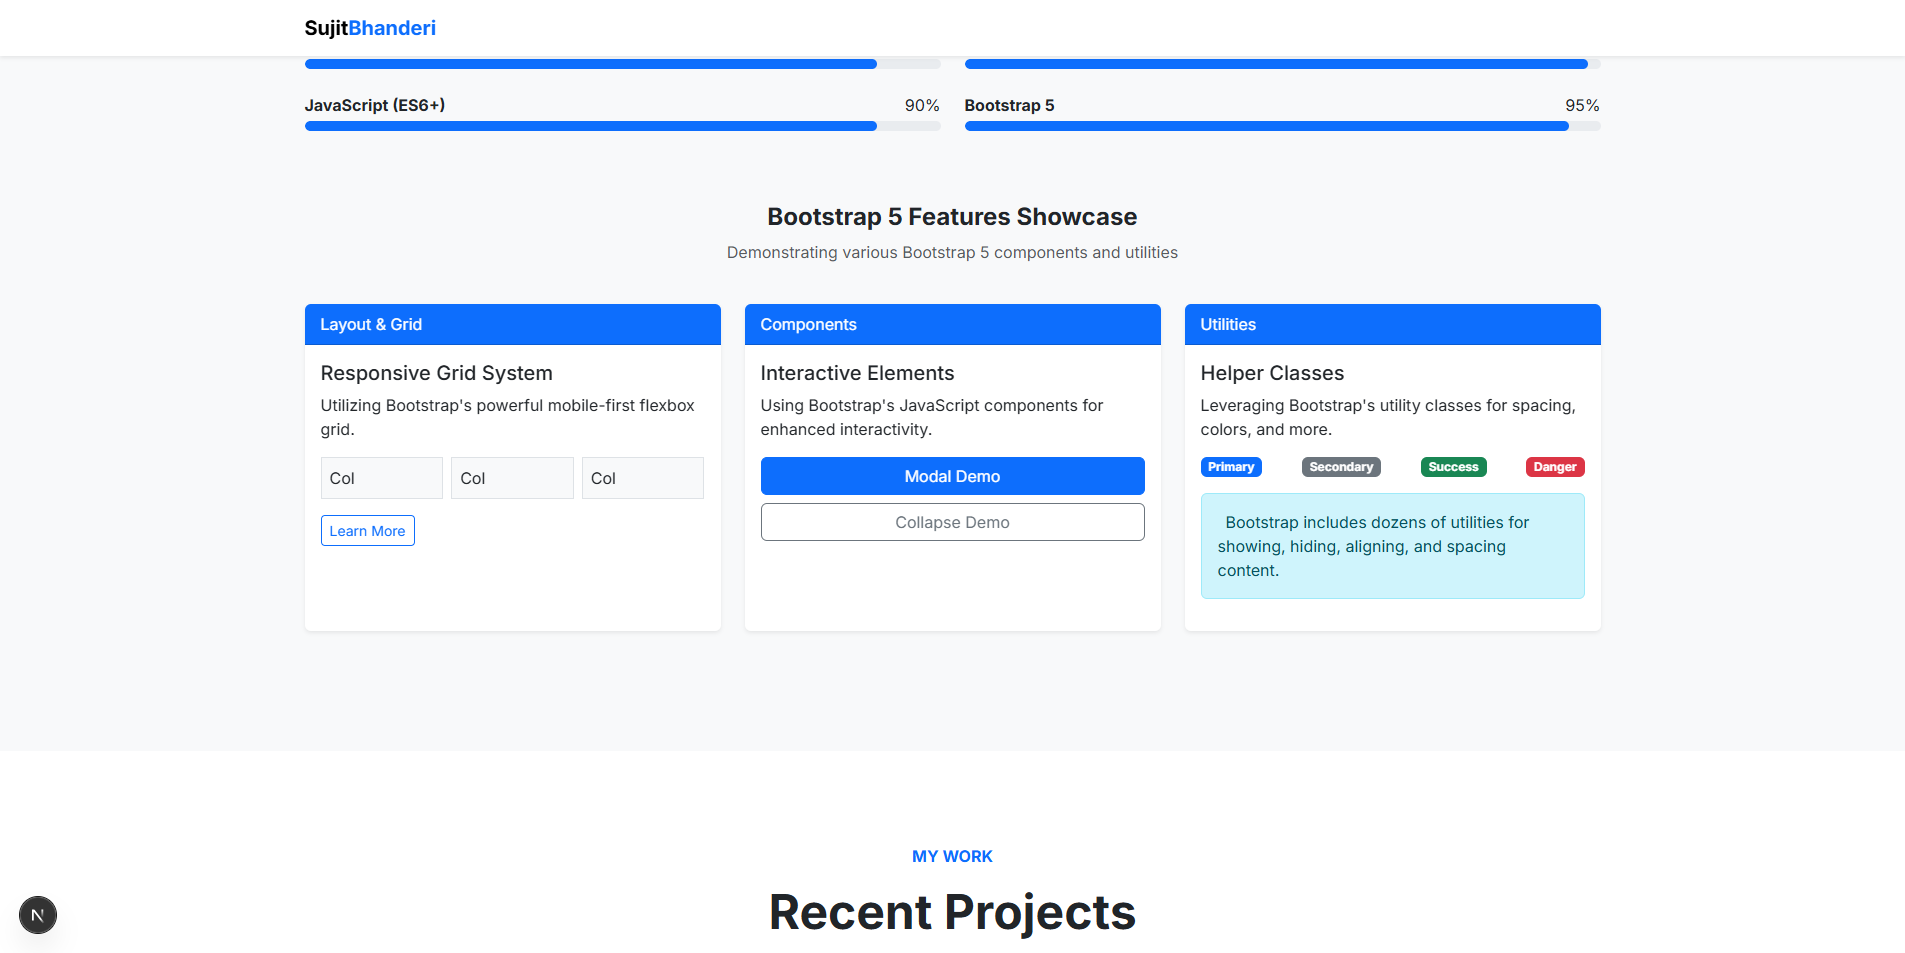 SujitBhanderi
JavaScript (ES6+) 90%
Bootstrap 5 95%
Bootstrap 5 Features Showcase
Demonstrating various Bootstrap 5 components and utilities
Layout & Grid
Responsive Grid System
Utilizing Bootstrap's powerful mobile-first flexbox
grid.
Col Col Col
Learn More
Components
Interactive Elements
Using Bootstrap's JavaScript components for
enhanced interactivity.
Modal Demo
Collapse Demo
Utilities
Helper Classes
Leveraging Bootstrap's utility classes for spacing,
colors, and more.
Primary Secondary Success Danger
Bootstrap includes dozens of utilities for
showing, hiding, aligning, and spacing
content.
MY WORK
Recent Projects
N